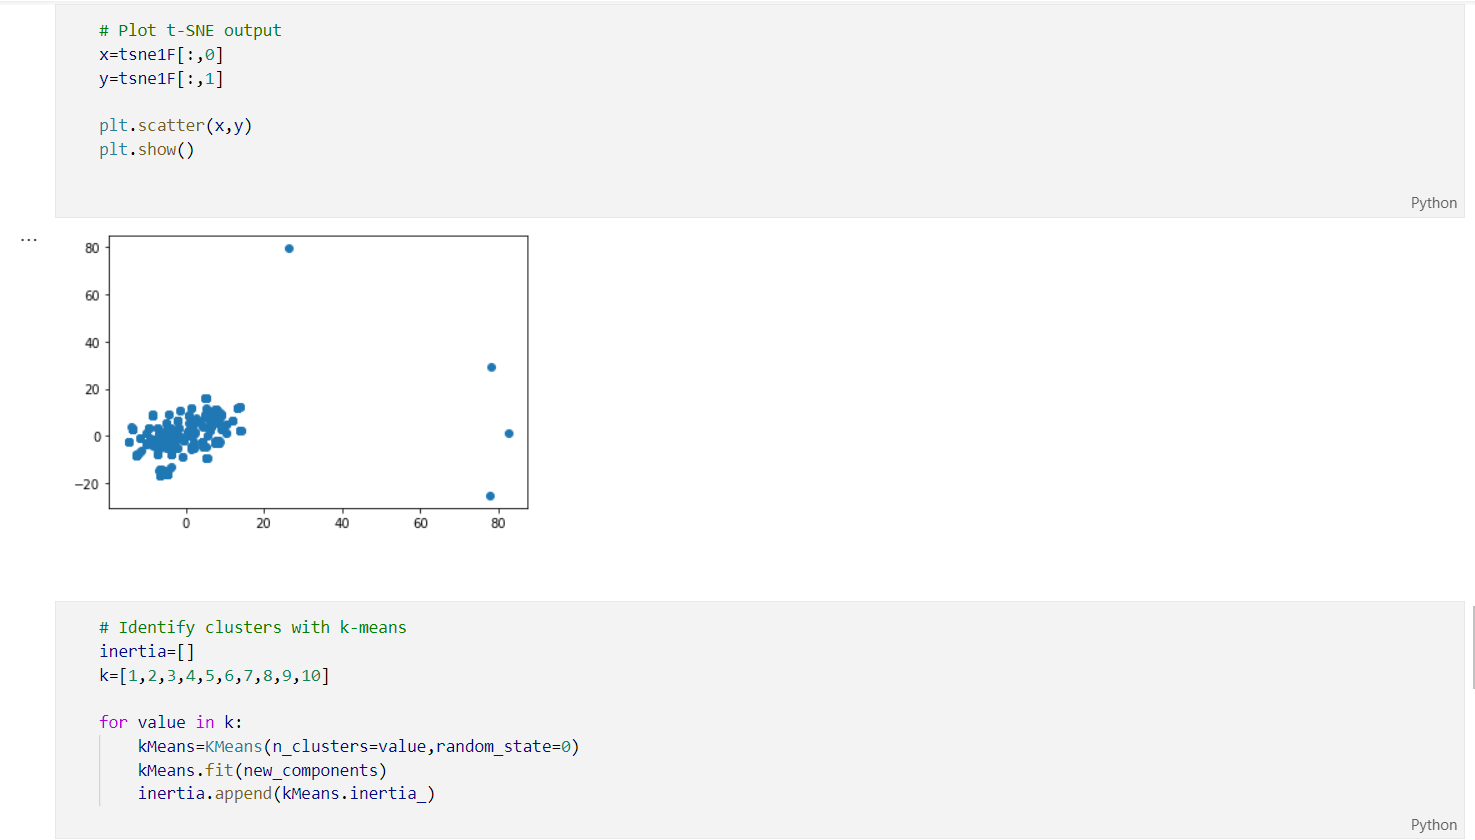 # Plot t-SNE output
x=tsne1F[:,0]
y=tsne1F[:,1]
plt.scatter(x,y)
plt.show()
Python
...
80
60
40
20
0
−20
0 20 40 60 80
# Identify clusters with k-means
inertia=[]
k=[1,2,3,4,5,6,7,8,9,10]
for value in k:
kMeans=KMeans(n_clusters=value,random_state=0)
kMeans.fit(new_components)
inertia.append(kMeans.inertia_)
Python